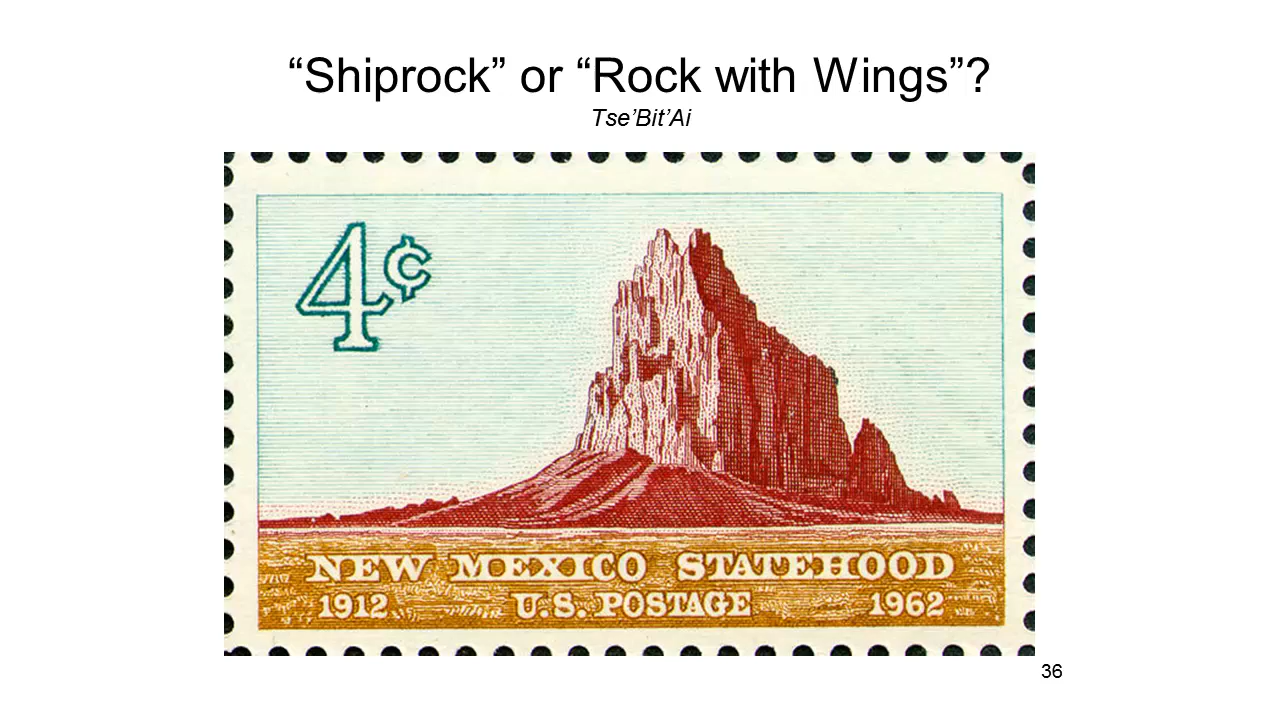 “Shiprock” or “Rock with Wings”?
Tse’Bit’Ai
4¢
NEW MEXICO STATEHOOD
1912 U.S. POSTAGE 1962
36